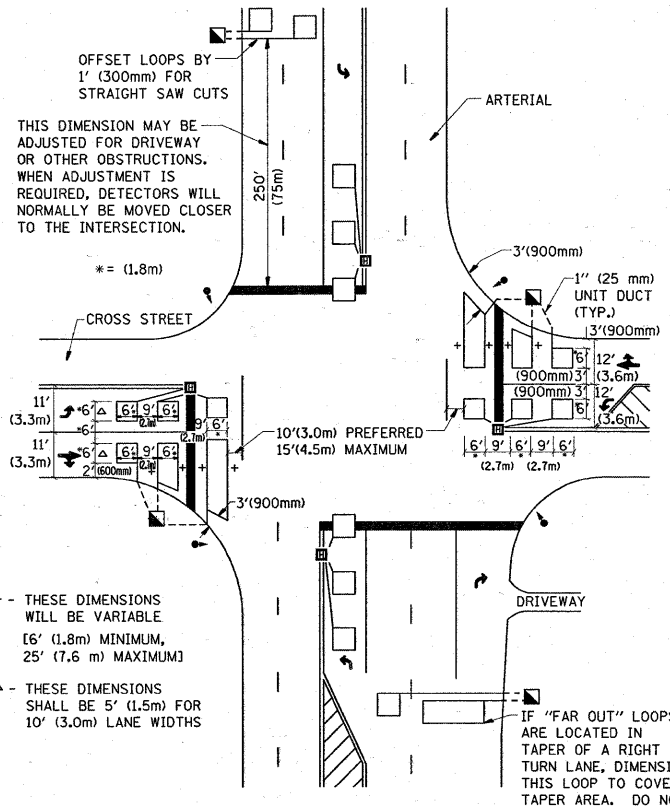 OFFSET LOOPS BY
1' (300mm) FOR
STRAIGHT SAW CUTS
ARTERIAL
THIS DIMENSION MAY BE
ADJUSTED FOR DRIVEWAY
OR OTHER OBSTRUCTIONS.
WHEN ADJUSTMENT IS
REQUIRED, DETECTORS WILL
NORMALLY BE MOVED CLOSER
TO THE INTERSECTION.
250'
(75m)
* = (1.8m)
3'(900mm)
1" (25 mm)
UNIT DUCT
(TYP.)
CROSS STREET
3'(900mm)
*6'
12'
(3.6m)
(900mm) 3'
(900mm) 3'
12'
*6'
(3.6m)
11'
(3.3m)
*6'
△
6'*
9'
6'*
(2.7m)
*6'
9' 6'
(2.7m) *
11'
(3.3m)
*6'
△
6'*
9'
6'*
(2.7m)
2' (600mm)
10'(3.0m) PREFERRED
15'(4.5m) MAXIMUM
6' 6' 9' 6'
* * *
(2.7m) (2.7m)
3'(900mm)
- THESE DIMENSIONS
WILL BE VARIABLE
[6' (1.8m) MINIMUM,
25' (7.6 m) MAXIMUM]
DRIVEWAY
- THESE DIMENSIONS
SHALL BE 5' (1.5m) FOR
10' (3.0m) LANE WIDTHS
IF "FAR OUT" LOOPS
ARE LOCATED IN
TAPER OF A RIGHT
TURN LANE, DIMENSI
THIS LOOP TO COVE
TAPER AREA. DO NO